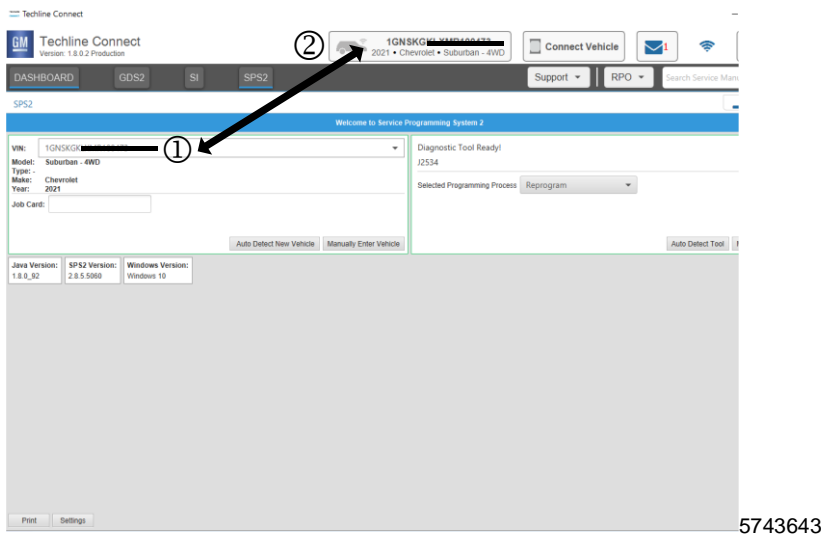 Techline Connect
GM
Techline Connect
Version: 1.8.0.2 Production
②
2021 • Chevrolet • Suburban - 4WD
Connect Vehicle
1
DASHBOARD GDS2 SI SPS2
Support RPO Search Service
SPS2
Welcome to Service Programming System 2
①
VIN: 1GNSKGK
Model: Suburban - 4WD
Type: -
Make: Chevrolet
Year: 2021
Job Card:
Auto Detect New Vehicle Manually Enter Vehicle
Diagnostic Tool Ready!
J2534
Selected Programming Process Reprogram
Auto Detect Tool
Java Version: SPS2 Version: Windows Version:
1.8.0_92 2.8.5.5060 Windows 10
Print Settings
5743643